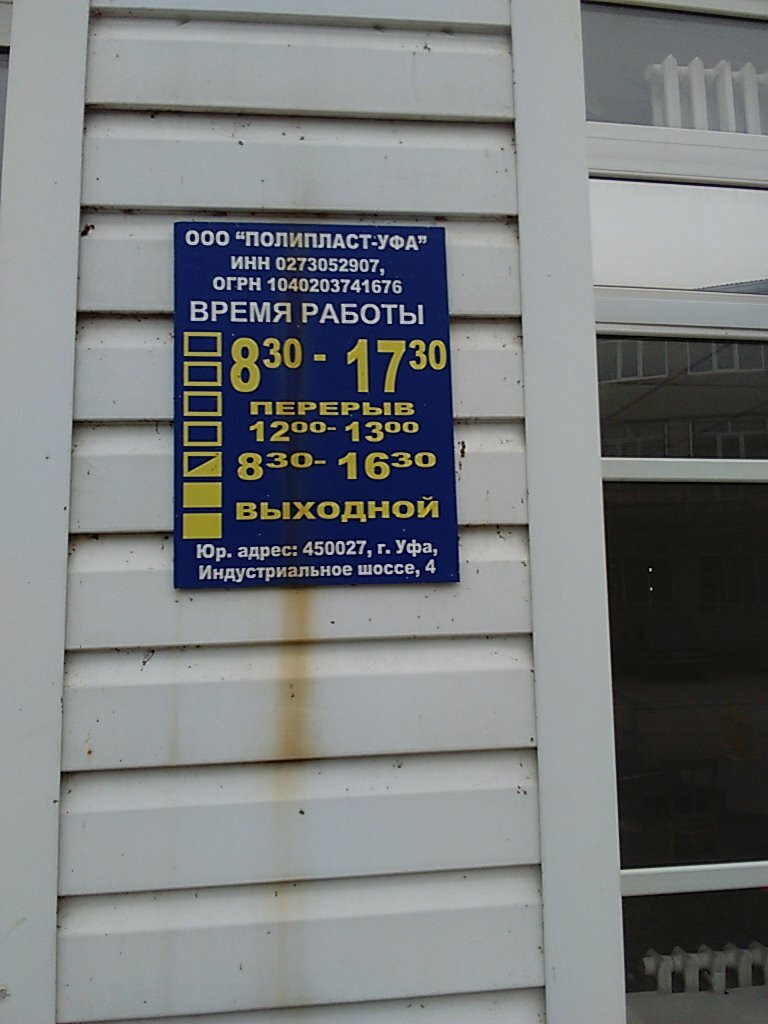 ООО "ПОЛИПЛАСТ-УФА"
ИНН 0273052907,
ОГРН 1040203741676
ВРЕМЯ РАБОТЫ
8³⁰ - 17³⁰
ПЕРЕРЫВ
12⁰⁰- 13⁰⁰
8³⁰- 16³⁰
ВЫХОДНОЙ
Юр. адрес: 450027, г. Уфа,
Индустриальное шоссе, 4